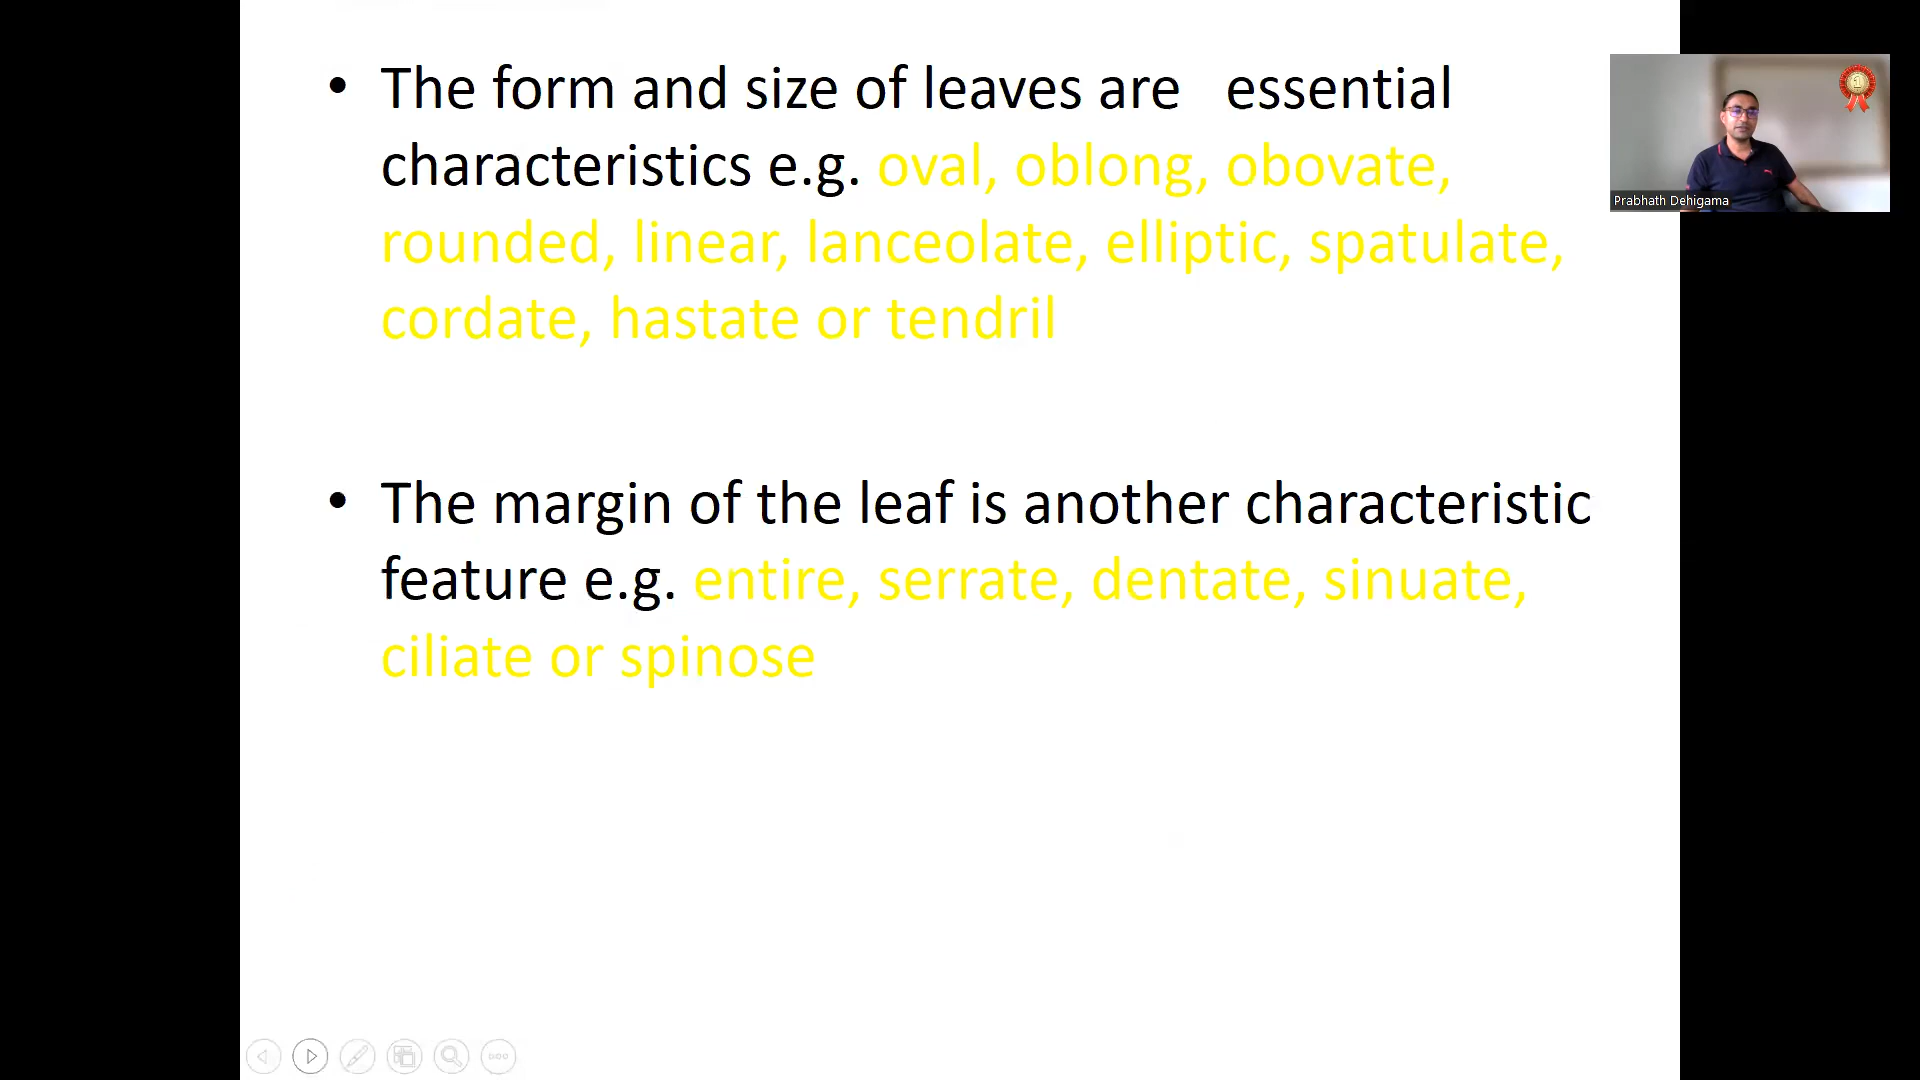 • The form and size of leaves are   essential
characteristics e.g. oval, oblong, obovate,
rounded, linear, lanceolate, elliptic, spatulate,
cordate, hastate or tendril
• The margin of the leaf is another characteristic
feature e.g. entire, serrate, dentate, sinuate,
ciliate or spinose
1
Prabhath Dehigama